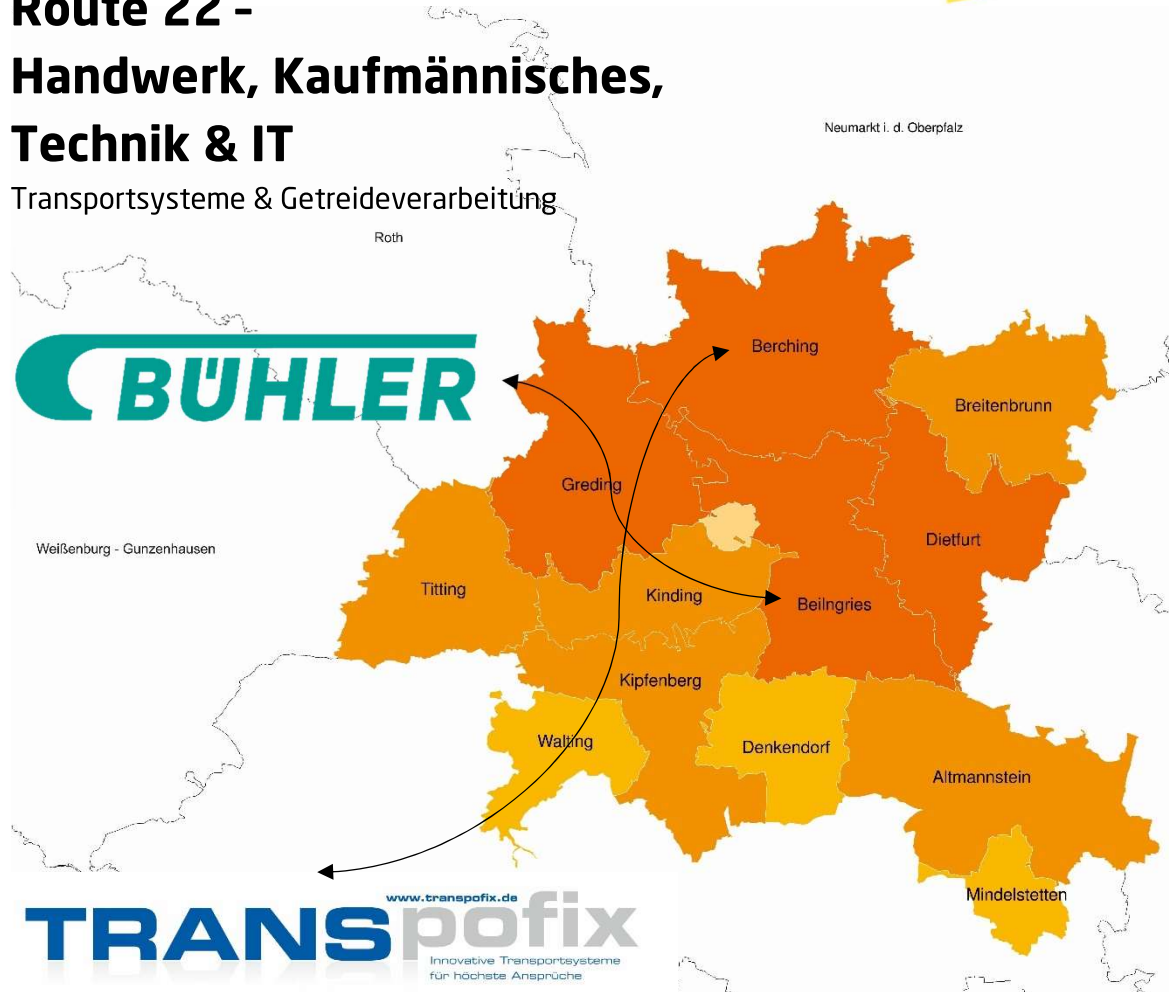 Route 22 –
Handwerk, Kaufmännisches,
Technik & IT
Transportsysteme & Getreideverarbeitung
Neumarkt i. d. Oberpfalz
Roth
BÜHLER
Berching
Breitenbrunn
Greding
Dietfurt
Weißenburg - Gunzenhausen
Titting
Kinding
Beilngries
Kipfenberg
Walting
Denkendorf
Altmannstein
Mindelstetten
www.transpofix.de
TRANSpofix
Innovative Transportsysteme
für höchste Ansprüche